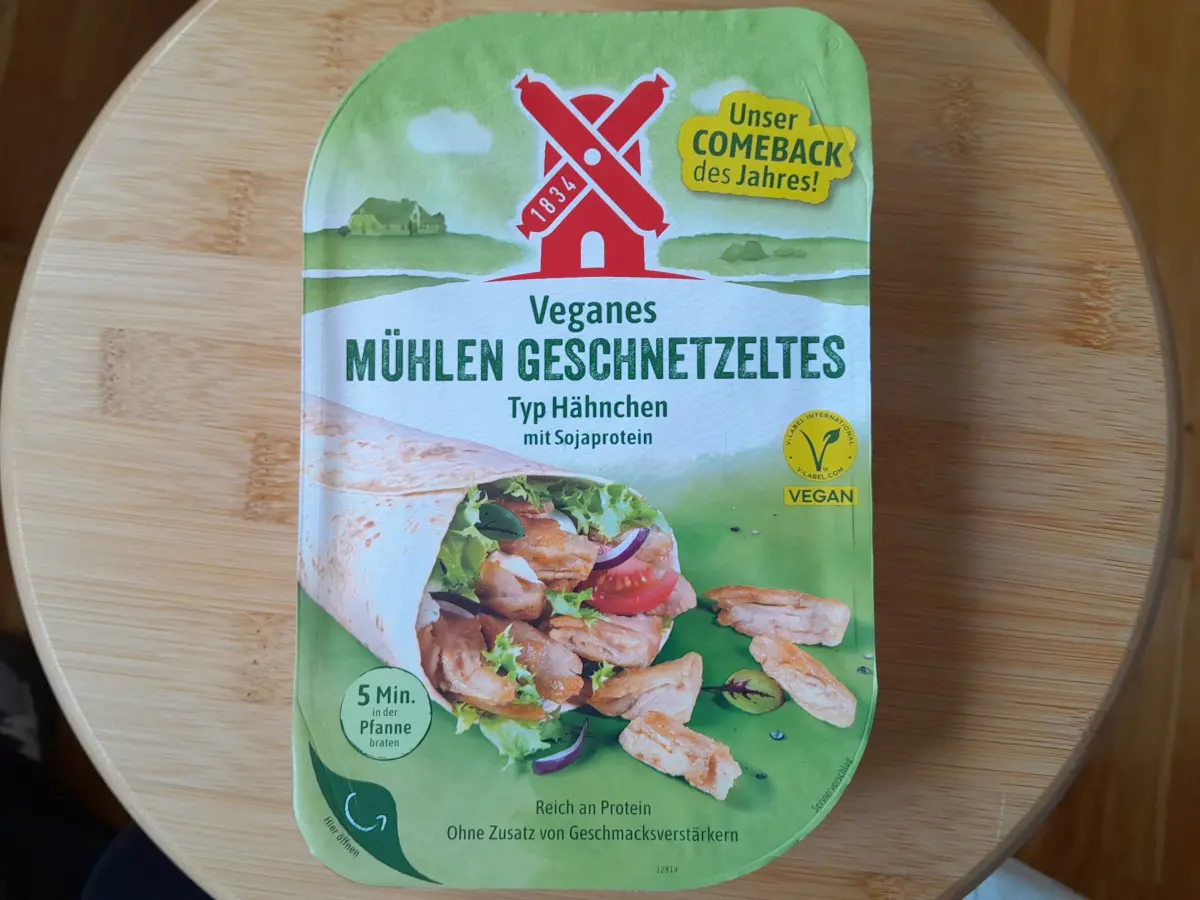 1834
Unser
COMEBACK
des Jahres!
Veganes
MÜHLEN GESCHNETZELTES
Typ Hähnchen
mit Sojaprotein
V-LABEL INTERNATIONAL
V-LABEL.COM
VEGAN
5 Min.
in der
Pfanne
braten
Hier öffnen
Serviervorschlag
Reich an Protein
Ohne Zusatz von Geschmacksverstärkern
12814